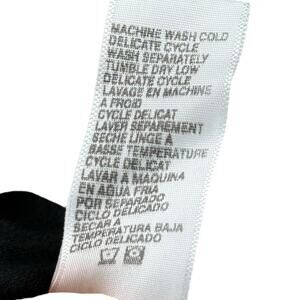 MACHINE WASH COLD
DELICATE CYCLE
WASH SEPARATELY
TUMBLE DRY LOW
DELICATE CYCLE
LAVAGE EN MACHINE
A FROID
CYCLE DELICAT
LAVER SEPAREMENT
SECHE LINGE À
BASSE TEMPERATURE
CYCLE DELICAT
LAVAR A MAQUINA
EN AGUA FRIA
POR SEPARADO
CICLO DELICADO
SECAR A
TEMPERATURA BAJA
CICLO DELICADO